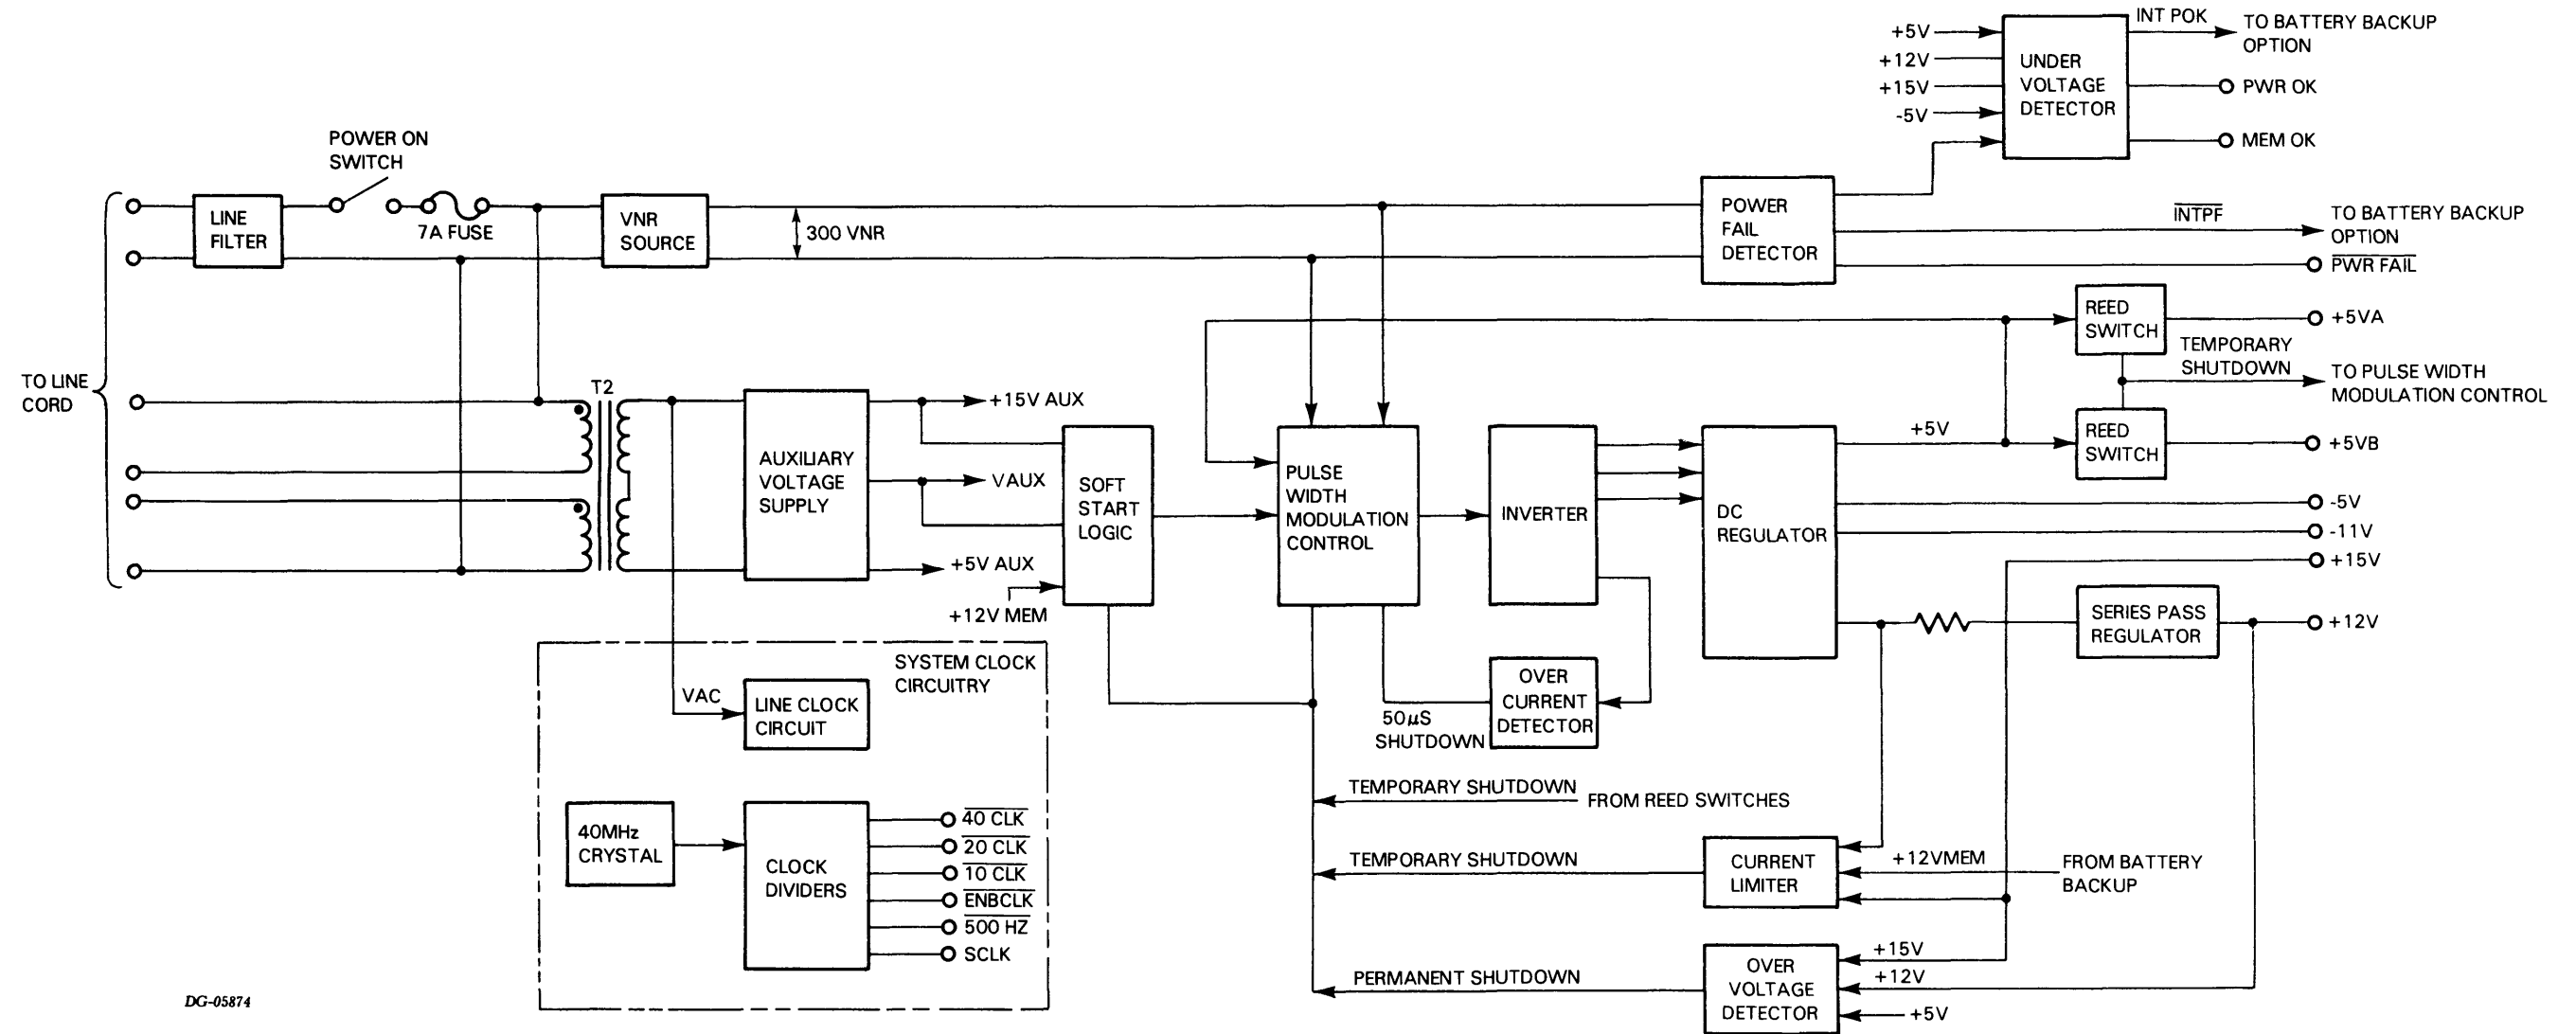 INT POK
TO BATTERY BACKUP
OPTION
+5V
+12V
+15V
-5V
UNDER
VOLTAGE
DETECTOR
PWR OK
MEM OK
POWER ON
SWITCH
LINE
FILTER
7A FUSE
VNR
SOURCE
300 VNR
POWER
FAIL
DETECTOR
INTPF
TO BATTERY BACKUP
OPTION
PWR FAIL
REED
SWITCH
+5VA
TEMPORARY
SHUTDOWN
TO PULSE WIDTH
MODULATION CONTROL
REED
SWITCH
+5VB
+5V
TO LINE
CORD
T2
AUXILIARY
VOLTAGE
SUPPLY
+15V AUX
VAUX
+5V AUX
+12V MEM
SOFT
START
LOGIC
PULSE
WIDTH
MODULATION
CONTROL
INVERTER
DC
REGULATOR
-5V
-11V
+15V
SERIES PASS
REGULATOR
+12V
SYSTEM CLOCK
CIRCUITRY
VAC
LINE CLOCK
CIRCUIT
OVER
CURRENT
DETECTOR
50µS
SHUTDOWN
40MHz
CRYSTAL
CLOCK
DIVIDERS
40 CLK
20 CLK
10 CLK
ENBCLK
500 HZ
SCLK
TEMPORARY SHUTDOWN
FROM REED SWITCHES
TEMPORARY SHUTDOWN
CURRENT
LIMITER
+12VMEM
FROM BATTERY
BACKUP
PERMANENT SHUTDOWN
OVER
VOLTAGE
DETECTOR
+15V
+12V
+5V
DG-05874